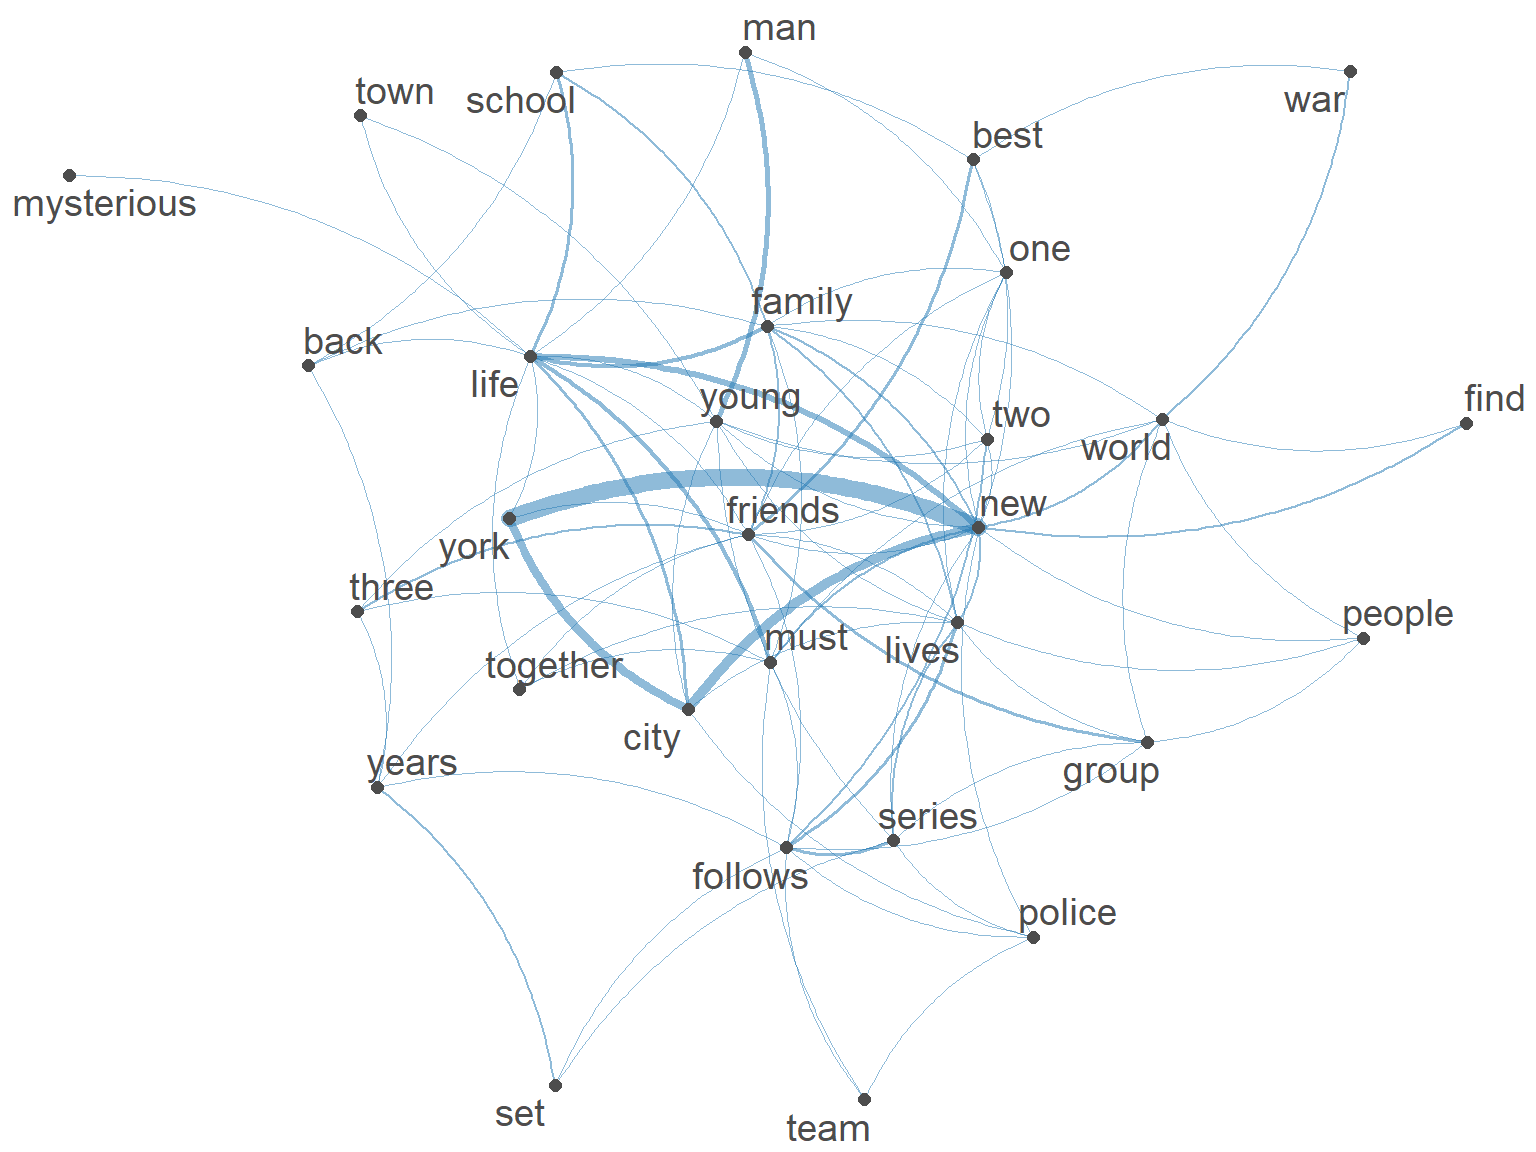 man
town
school
war
best
mysterious
one
family
back
life
young
find
two
world
new
friends
york
three
people
must
lives
together
city
years
group
series
follows
police
set
team